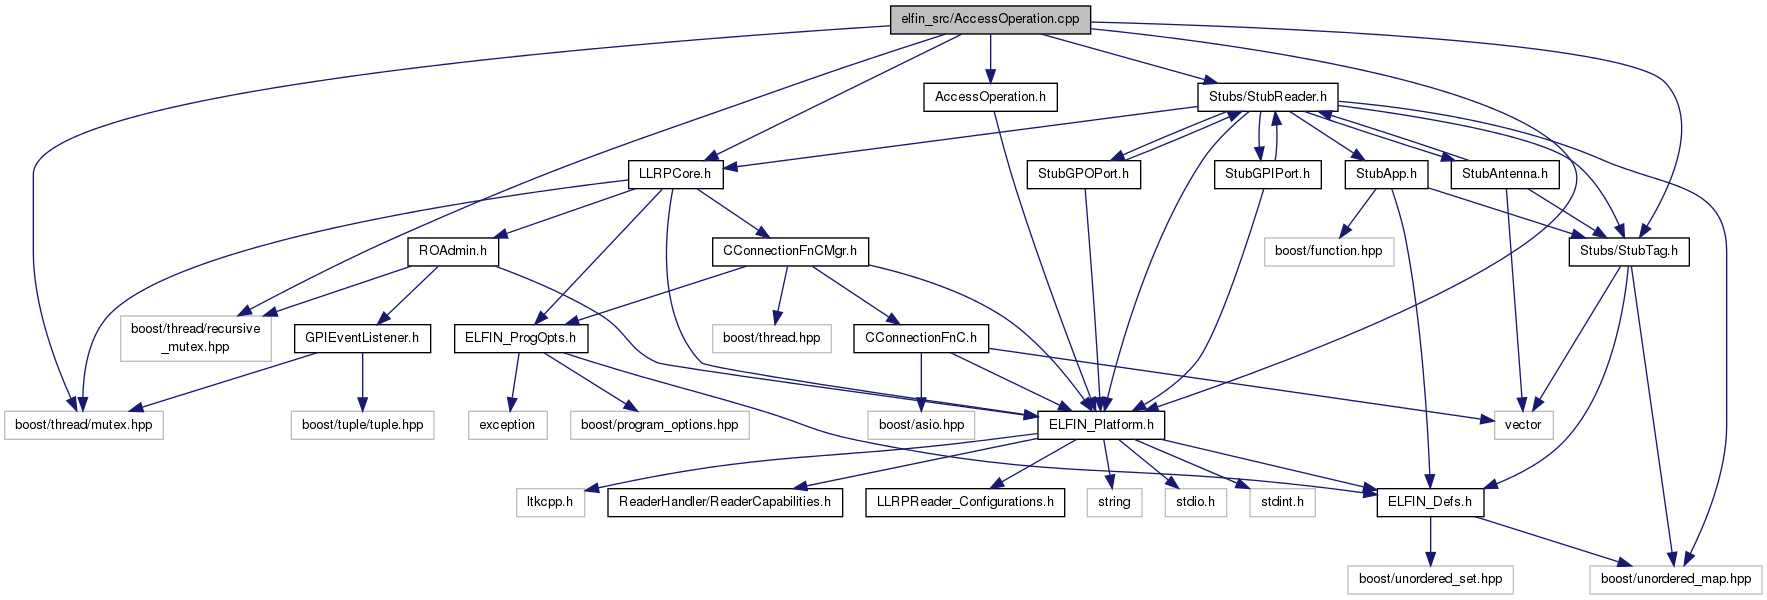 elfin_src/AccessOperation.cpp
AccessOperation.h
Stubs/StubReader.h
LLRPCore.h
StubGPOPort.h
StubGPIPort.h
StubApp.h
StubAntenna.h
ROAdmin.h
CConnectionFnCMgr.h
boost/function.hpp
Stubs/StubTag.h
boost/thread/recursive
_mutex.hpp
GPIEventListener.h
ELFIN_ProgOpts.h
boost/thread.hpp
CConnectionFnC.h
boost/thread/mutex.hpp
boost/tuple/tuple.hpp
exception
boost/program_options.hpp
boost/asio.hpp
ELFIN_Platform.h
vector
ltkcpp.h
ReaderHandler/ReaderCapabilities.h
LLRPReader_Configurations.h
string
stdio.h
stdint.h
ELFIN_Defs.h
boost/unordered_set.hpp
boost/unordered_map.hpp